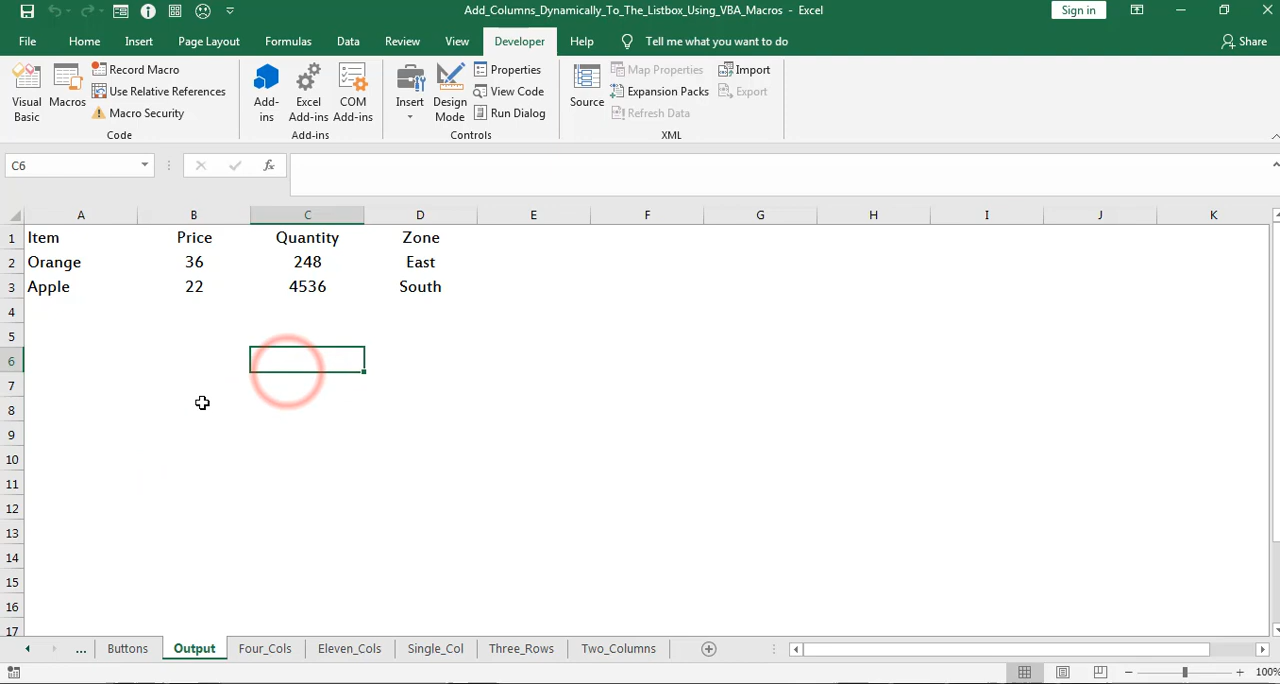 Add_Columns_Dynamically_To_The_Listbox_Using_VBA_Macros - Excel
Sign in
File Home Insert Page Layout Formulas Data Review View Developer Help Tell me what you want to do Share
Visual Basic
Macros
Record Macro
Use Relative References
Macro Security
Code
Add-ins
Excel Add-ins
COM Add-ins
Add-ins
Insert
Design Mode
Properties
View Code
Run Dialog
Controls
Source
Map Properties
Expansion Packs
Refresh Data
Import
Export
XML
C6 fx
A B C D E F G H I J K
1 Item Price Quantity Zone
2 Orange 36 248 East
3 Apple 22 4536 South
4
5
6
7
8
9
10
11
12
13
14
15
16
17
... Buttons Output Four_Cols Eleven_Cols Single_Col Three_Rows Two_Columns
100%